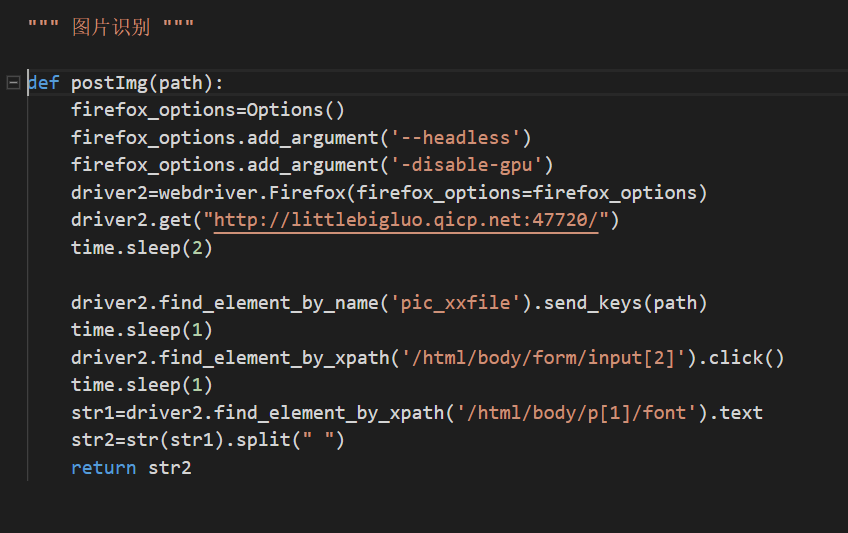 """ 图片识别 """
def postImg(path):
    firefox_options=Options()
    firefox_options.add_argument('--headless')
    firefox_options.add_argument('-disable-gpu')
    driver2=webdriver.Firefox(firefox_options=firefox_options)
    driver2.get("http://littlebigluo.qicp.net:47720/")
    time.sleep(2)
    driver2.find_element_by_name('pic_xxfile').send_keys(path)
    time.sleep(1)
    driver2.find_element_by_xpath('/html/body/form/input[2]').click()
    time.sleep(1)
    str1=driver2.find_element_by_xpath('/html/body/p[1]/font').text
    str2=str(str1).split(" ")
    return str2